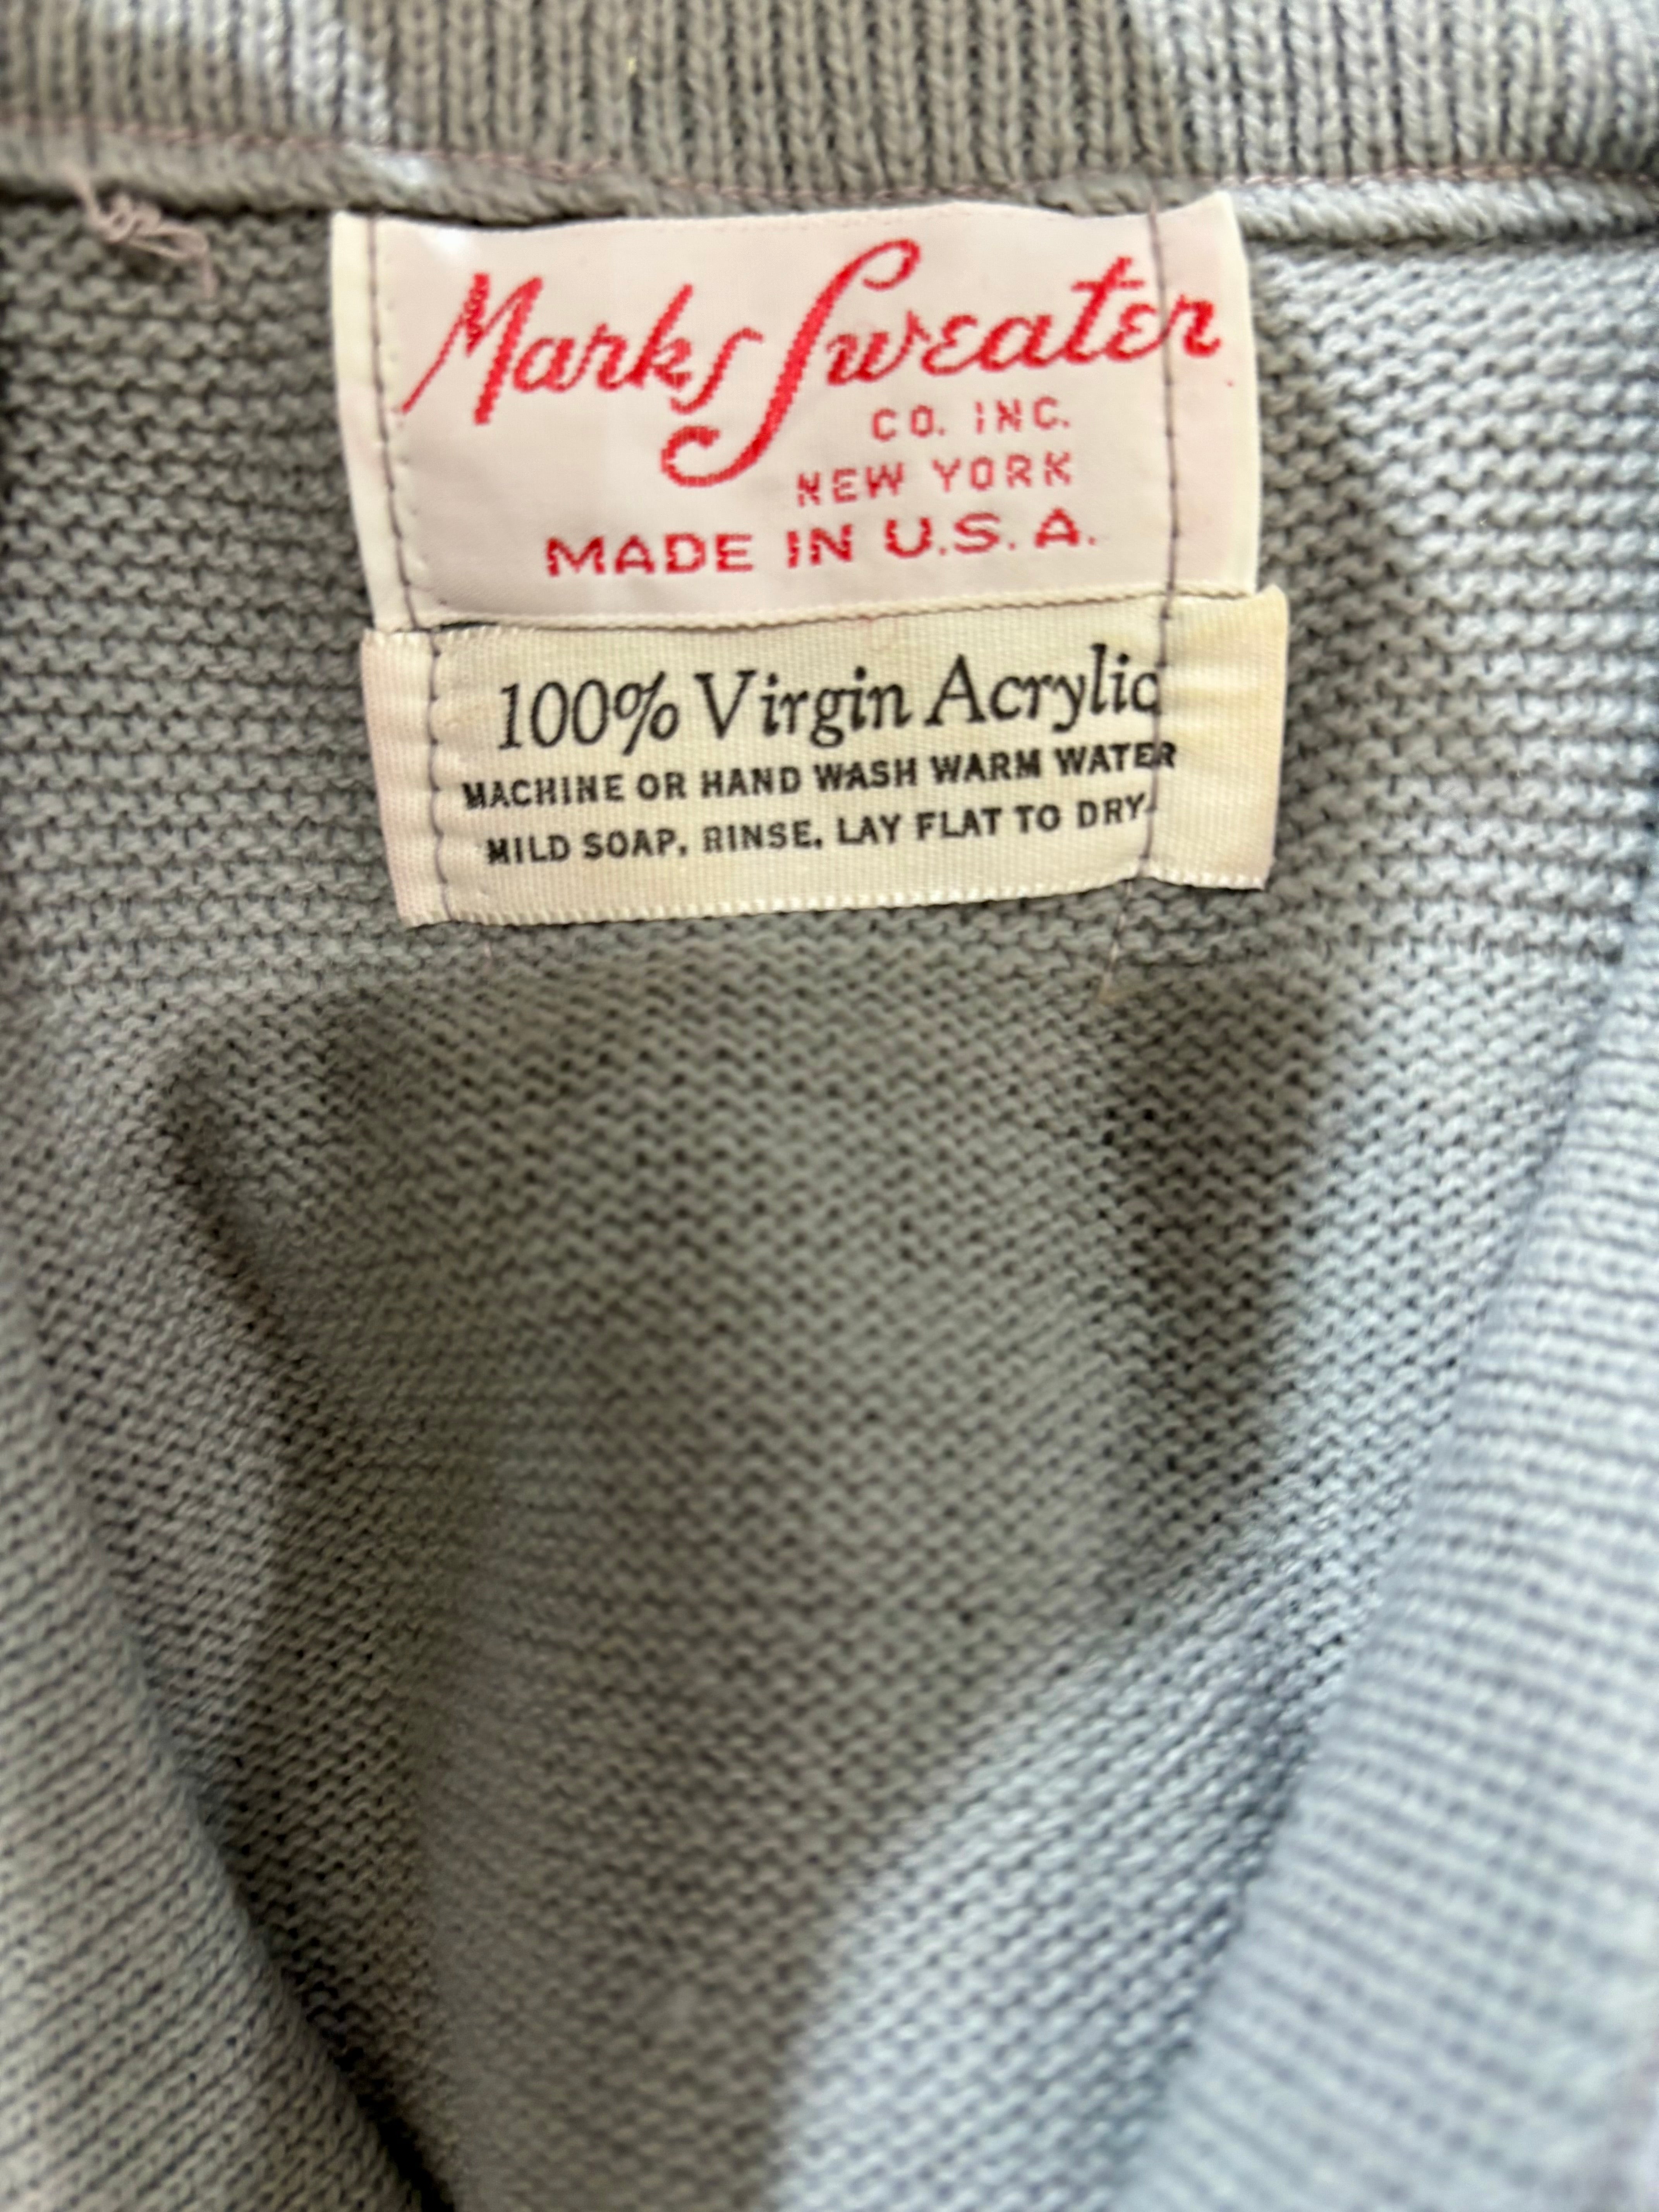 Marks Sweater
CO. INC.
NEW YORK
MADE IN U.S.A.
100% Virgin Acrylic
MACHINE OR HAND WASH WARM WATER
MILD SOAP. RINSE. LAY FLAT TO DRY.